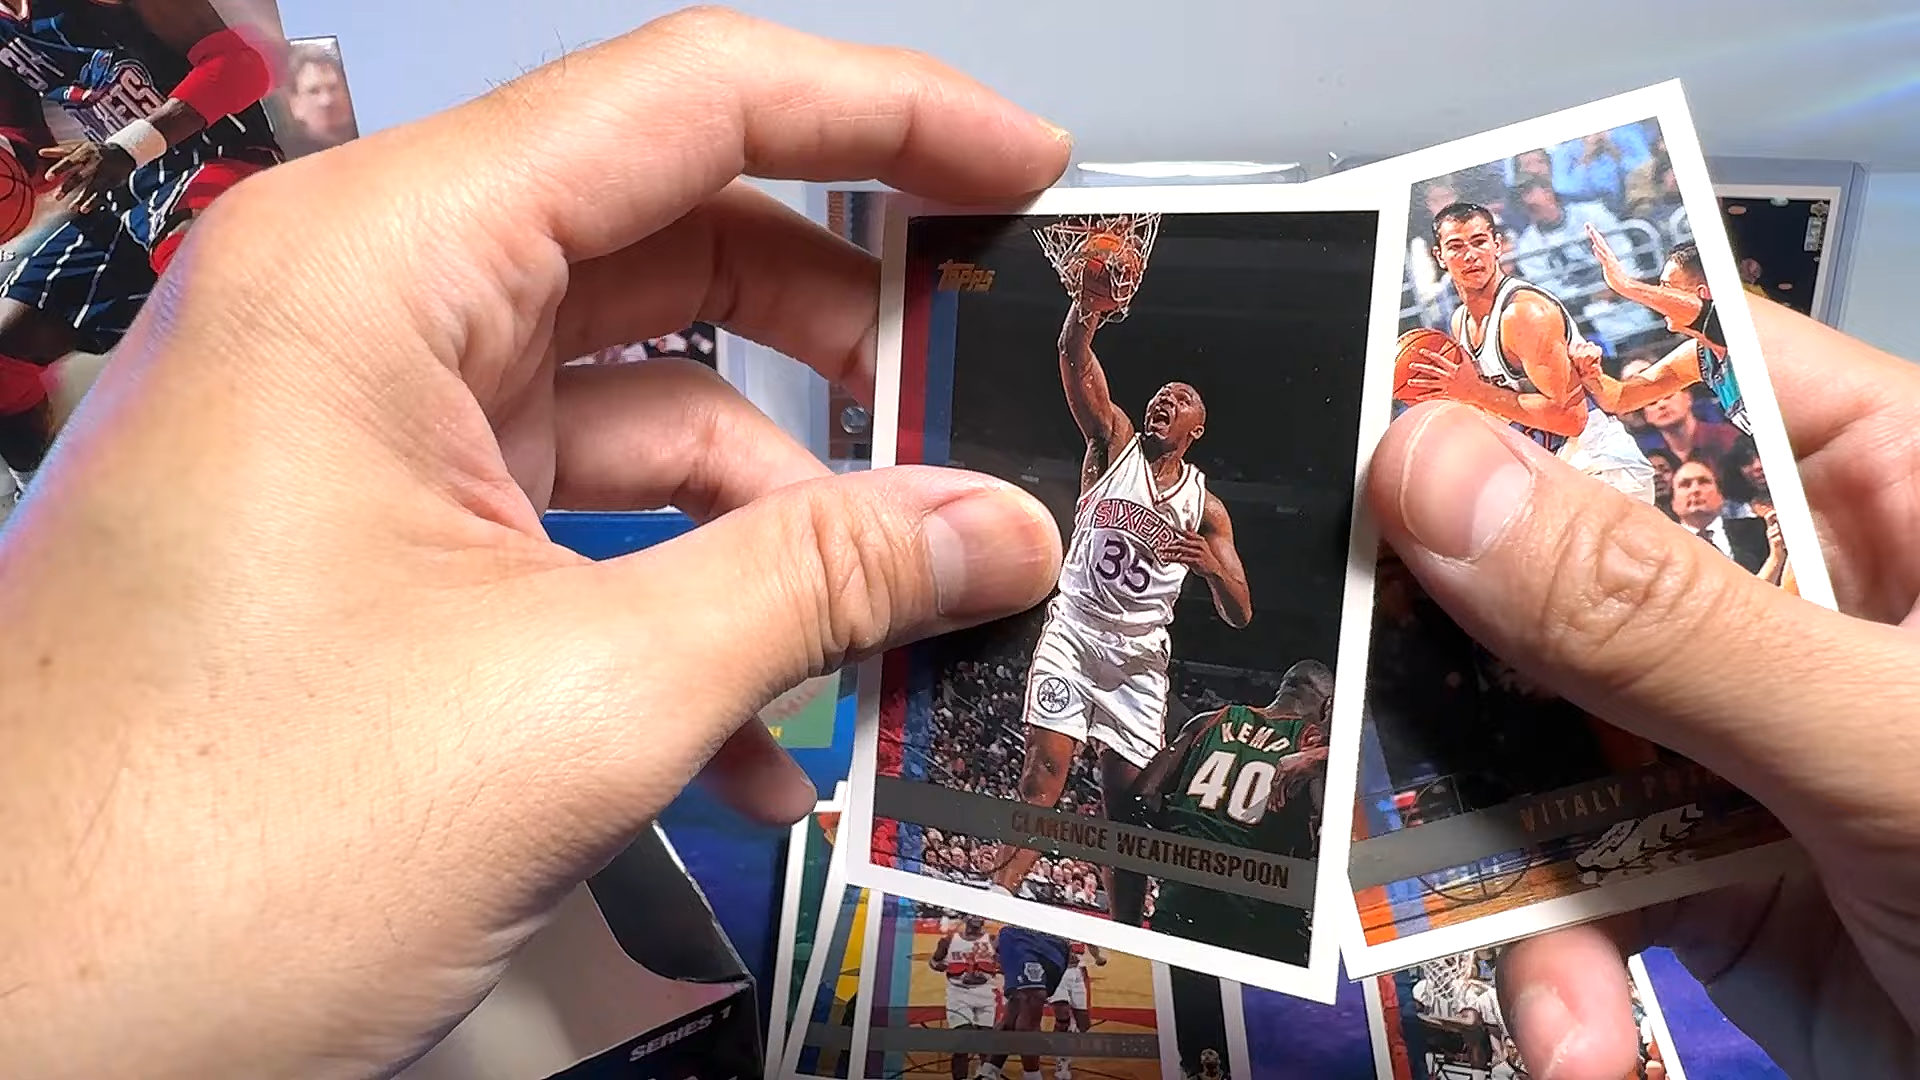 TOPPS
SIXERS
35
KEMP
40
CLARENCE WEATHERSPOON
VITALY
SERIES 1